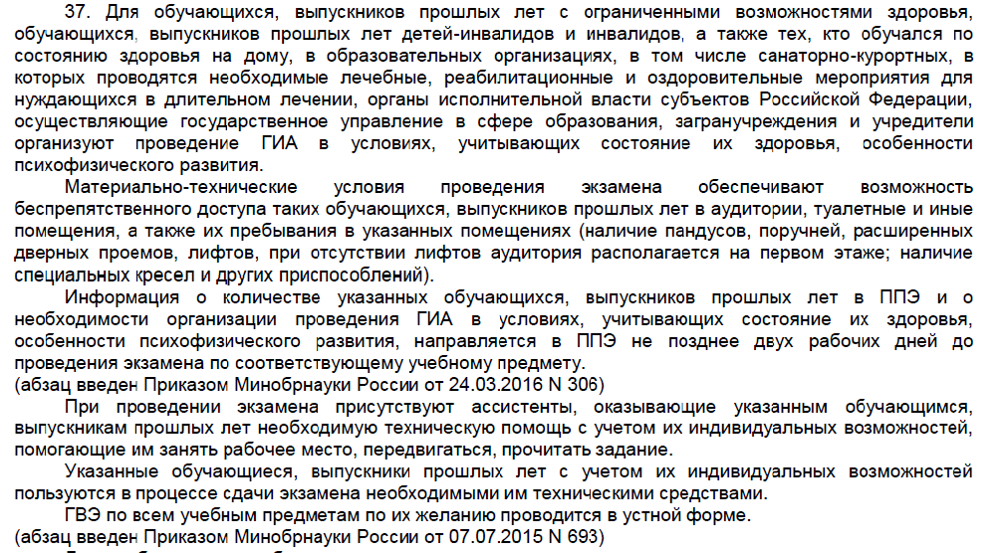 37. Для обучающихся, выпускников прошлых лет с ограниченными возможностями здоровья,
обучающихся, выпускников прошлых лет детей-инвалидов и инвалидов, а также тех, кто обучался по
состоянию здоровья на дому, в образовательных организациях, в том числе санаторно-курортных, в
которых проводятся необходимые лечебные, реабилитационные и оздоровительные мероприятия для
нуждающихся в длительном лечении, органы исполнительной власти субъектов Российской Федерации,
осуществляющие государственное управление в сфере образования, загранучреждения и учредители
организуют проведение ГИА в условиях, учитывающих состояние их здоровья, особенности
психофизического развития.
Материально-технические условия проведения экзамена обеспечивают возможность
беспрепятственного доступа таких обучающихся, выпускников прошлых лет в аудитории, туалетные и иные
помещения, а также их пребывания в указанных помещениях (наличие пандусов, поручней, расширенных
дверных проемов, лифтов, при отсутствии лифтов аудитория располагается на первом этаже; наличие
специальных кресел и других приспособлений).
Информация о количестве указанных обучающихся, выпускников прошлых лет в ППЭ и о
необходимости организации проведения ГИА в условиях, учитывающих состояние их здоровья,
особенности психофизического развития, направляется в ППЭ не позднее двух рабочих дней до
проведения экзамена по соответствующему учебному предмету.
(абзац введен Приказом Минобрнауки России от 24.03.2016 N 306)
При проведении экзамена присутствуют ассистенты, оказывающие указанным обучающимся,
выпускникам прошлых лет необходимую техническую помощь с учетом их индивидуальных возможностей,
помогающие им занять рабочее место, передвигаться, прочитать задание.
Указанные обучающиеся, выпускники прошлых лет с учетом их индивидуальных возможностей
пользуются в процессе сдачи экзамена необходимыми им техническими средствами.
ГВЭ по всем учебным предметам по их желанию проводится в устной форме.
(абзац введен Приказом Минобрнауки России от 07.07.2015 N 693)